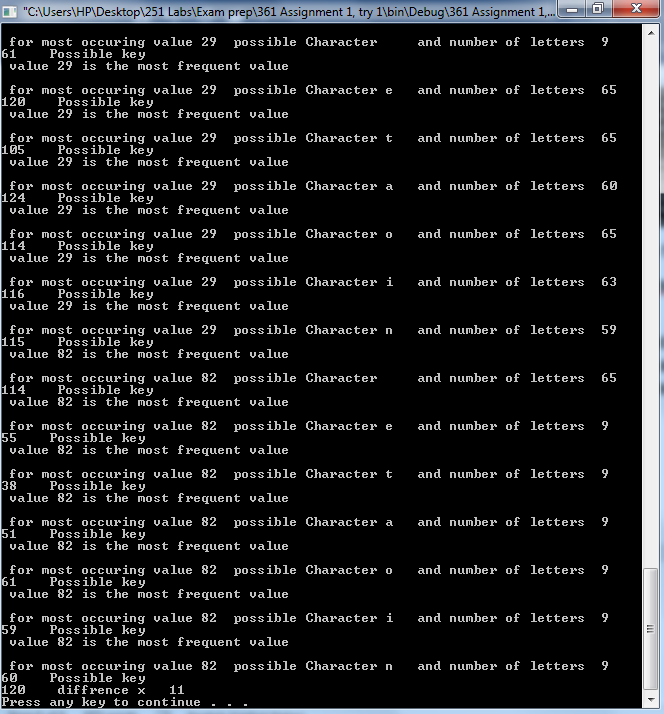 "C:\Users\HP\Desktop\251 Labs\Exam prep\361 Assignment 1, try 1\bin\Debug\361 Assignment 1,...
for most occuring value 29 possible Character and number of letters 9
61 Possible key
value 29 is the most frequent value
for most occuring value 29 possible Character e and number of letters 65
120 Possible key
value 29 is the most frequent value
for most occuring value 29 possible Character t and number of letters 65
105 Possible key
value 29 is the most frequent value
for most occuring value 29 possible Character a and number of letters 60
124 Possible key
value 29 is the most frequent value
for most occuring value 29 possible Character o and number of letters 65
114 Possible key
value 29 is the most frequent value
for most occuring value 29 possible Character i and number of letters 63
116 Possible key
value 29 is the most frequent value
for most occuring value 29 possible Character n and number of letters 59
115 Possible key
value 82 is the most frequent value
for most occuring value 82 possible Character and number of letters 65
114 Possible key
value 82 is the most frequent value
for most occuring value 82 possible Character e and number of letters 9
55 Possible key
value 82 is the most frequent value
for most occuring value 82 possible Character t and number of letters 9
38 Possible key
value 82 is the most frequent value
for most occuring value 82 possible Character a and number of letters 9
51 Possible key
value 82 is the most frequent value
for most occuring value 82 possible Character o and number of letters 9
61 Possible key
value 82 is the most frequent value
for most occuring value 82 possible Character i and number of letters 9
59 Possible key
value 82 is the most frequent value
for most occuring value 82 possible Character n and number of letters 9
60 Possible key
120 diffrence x 11
Press any key to continue . . .